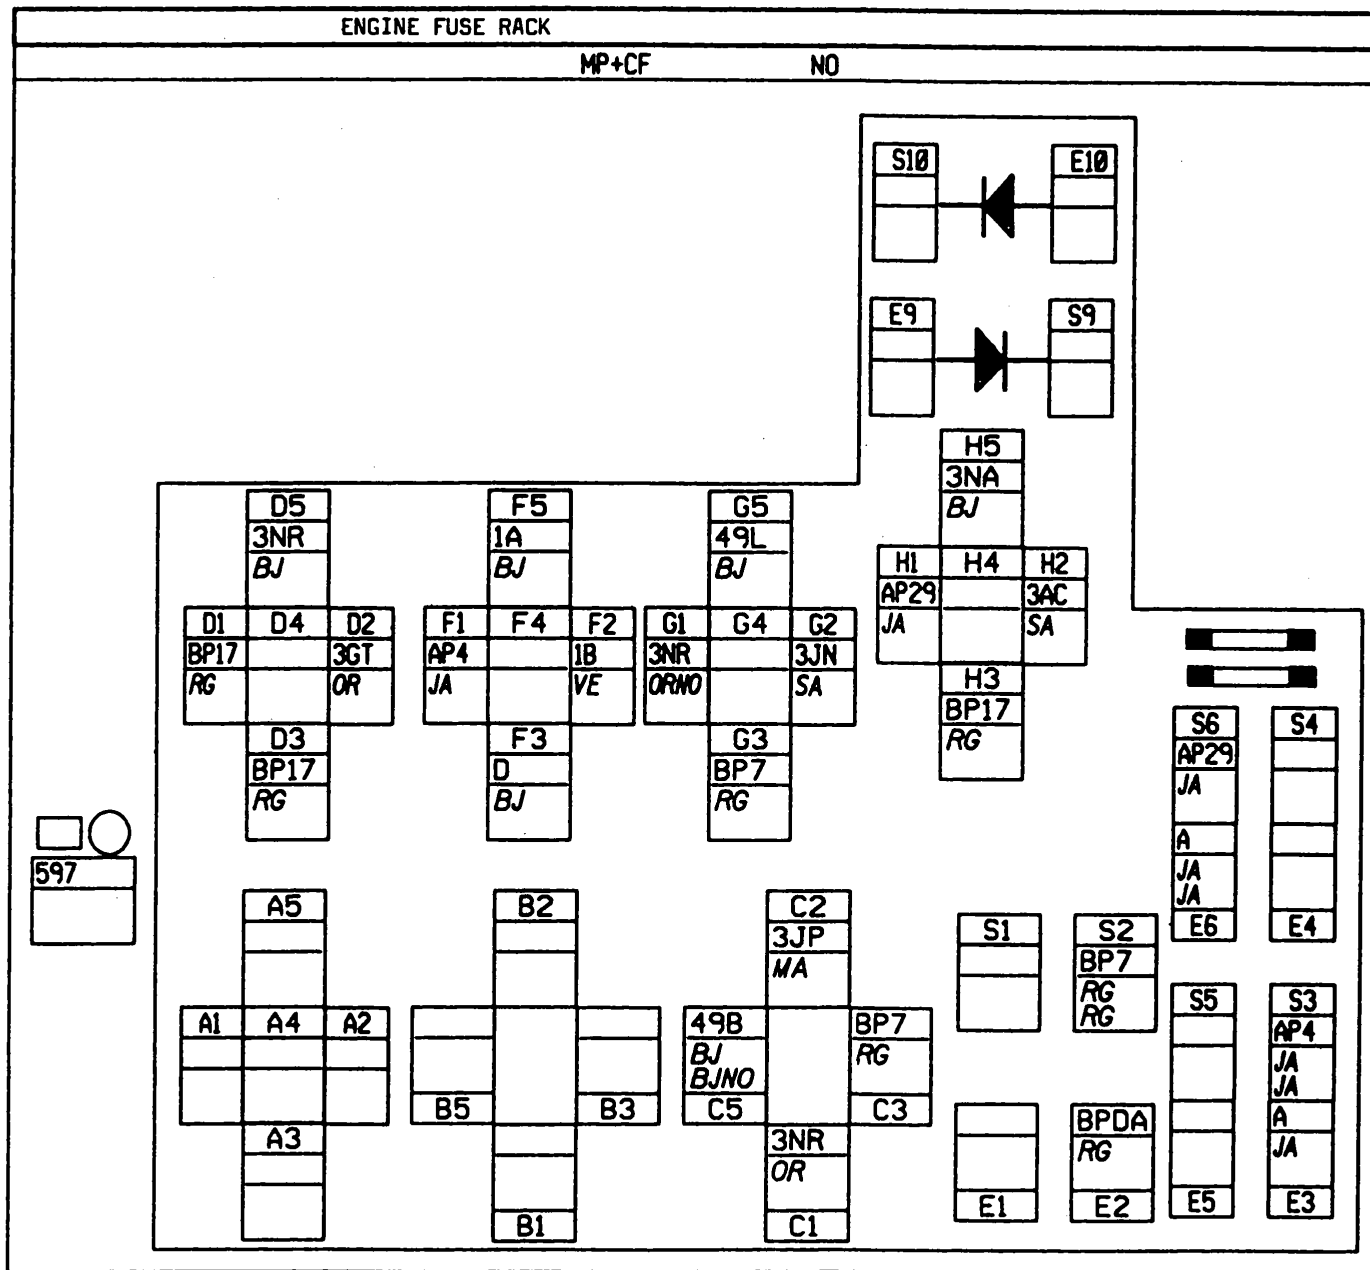 ENGINE FUSE RACK
MP+CF NO
S10 E10
E9 S9
H5
3NA
BJ
H1 H4 H2
AP29 3AC
JA SA
H3
BP17
RG
D5
3NR
BJ
D1 D4 D2
BP17 3GT
RG OR
D3
BP17
RG
F5
1A
BJ
F1 F4 F2
AP4 1B
JA VE
F3
D
BJ
G5
49L
BJ
G1 G4 G2
3NR 3JN
ORNO SA
G3
BP7
RG
S6
AP29
JA
A
JA
JA
E6
S4
E4
597
A5
A1 A4 A2
A3
B2
B5 B3
B1
C2
3JP
MA
49B BP7
BJ RG
BJNO
C5 C3
3NR
OR
C1
S1
E1
S2
BP7
RG
RG
BPDA
RG
E2
S5
E5
S3
AP4
JA
JA
A
JA
E3